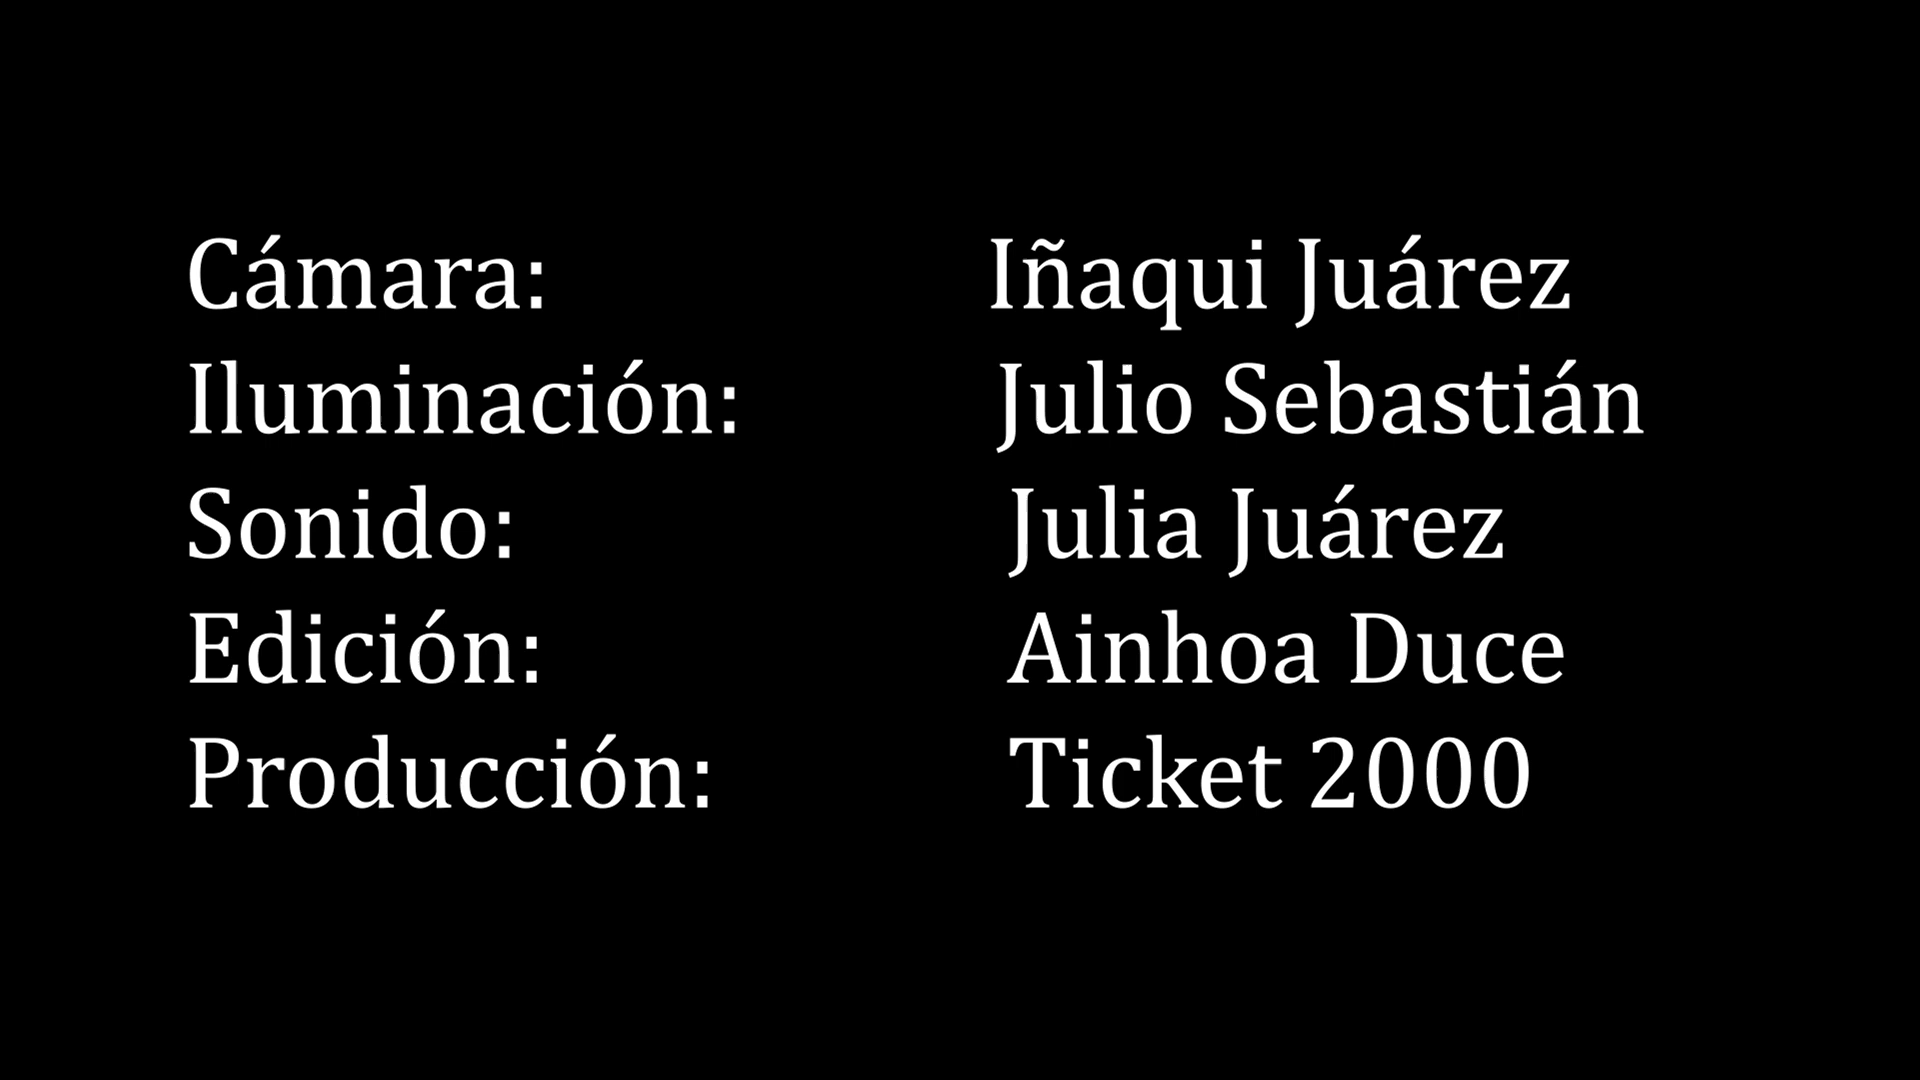 Cámara: Iñaqui Juárez
Iluminación: Julio Sebastián
Sonido: Julia Juárez
Edición: Ainhoa Duce
Producción: Ticket 2000